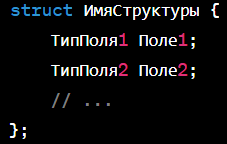 struct ИмяСтруктуры {
    ТипПоля1 Поле1;
    ТипПоля2 Поле2;
    // ...
};